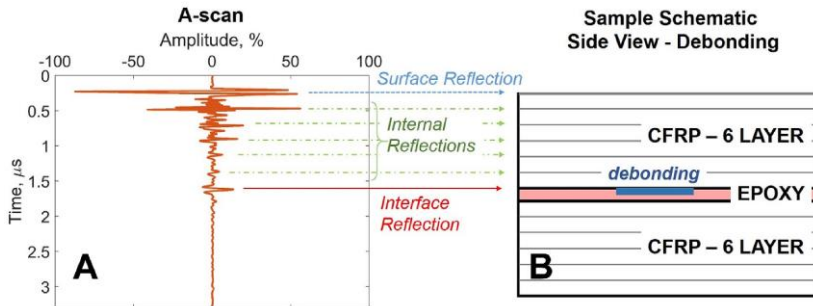 A-scan
Amplitude, %
-100 -50 0 50 100
0
0.5
1
1.5
2
2.5
3
Time, μs
Surface Reflection
Internal
Reflections
Interface
Reflection
A
Sample Schematic
Side View - Debonding
CFRP – 6 LAYER
debonding
EPOXY
CFRP – 6 LAYER
B